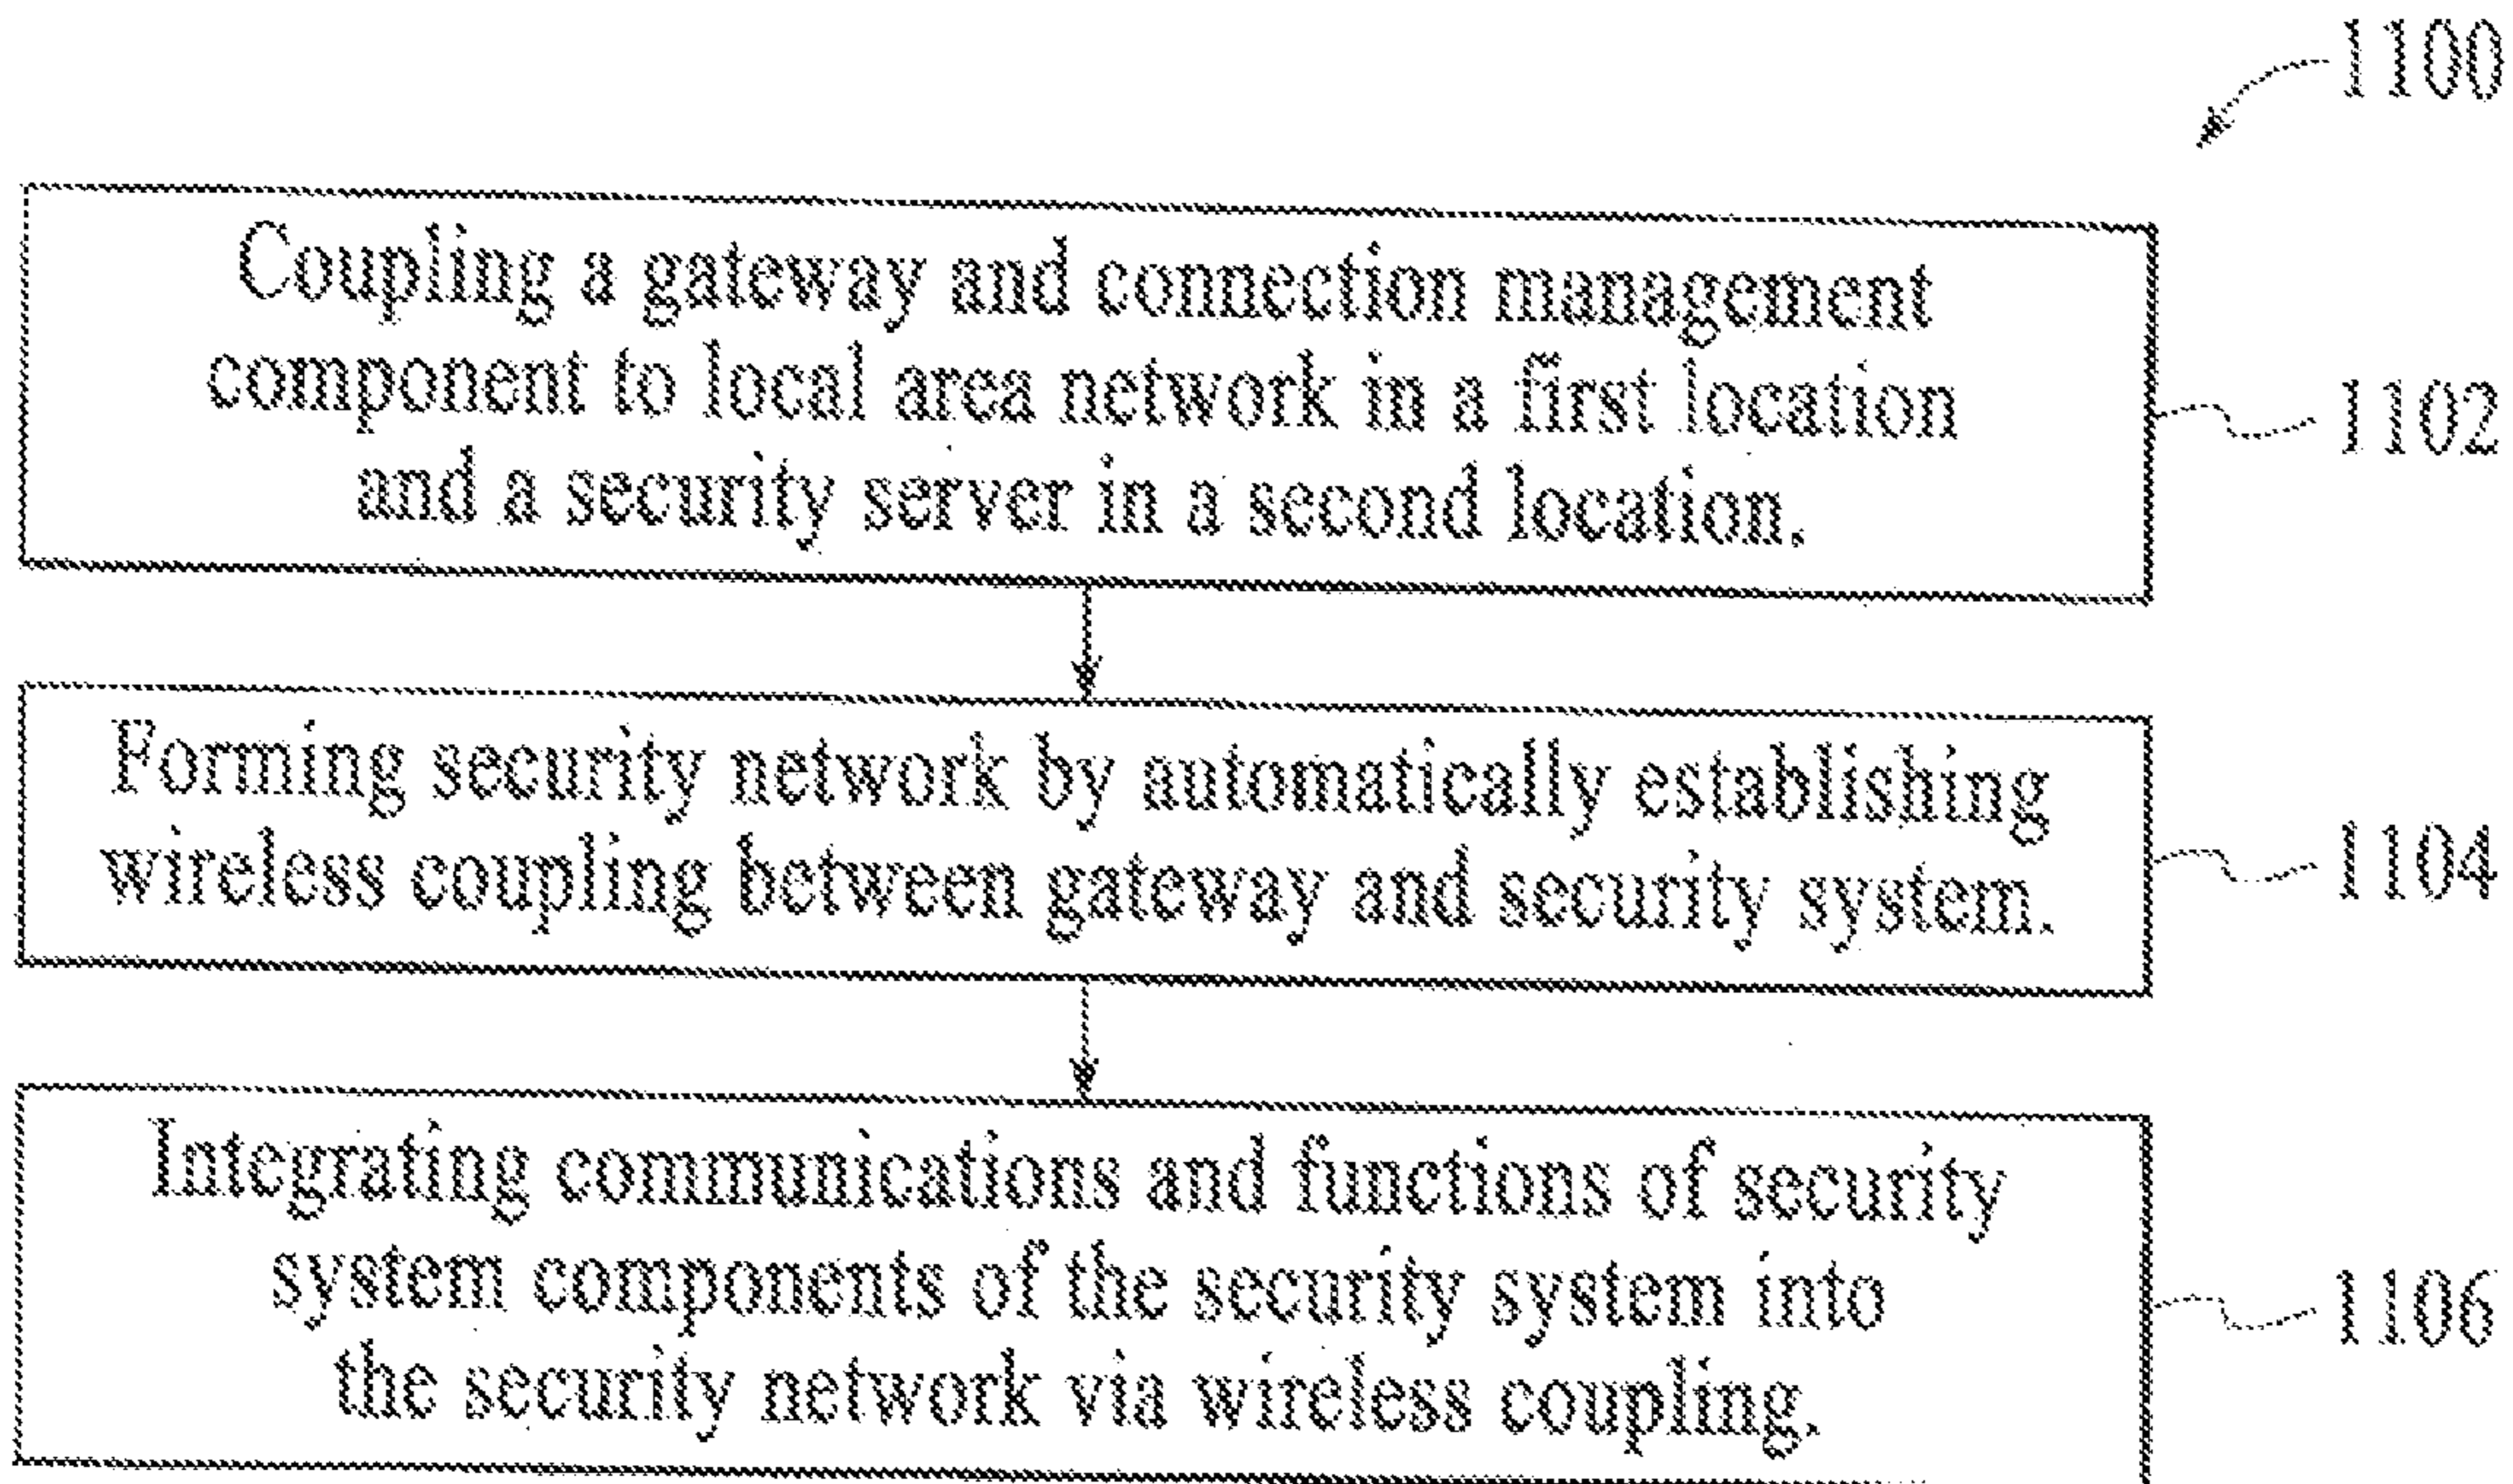 1100
Coupling a gateway and connection management
component to local area network in a first location
and a security server in a second location.
1102
Forming security network by automatically establishing
wireless coupling between gateway and security system.
1104
Integrating communications and functions of security
system components of the security system into
the security network via wireless coupling.
1106